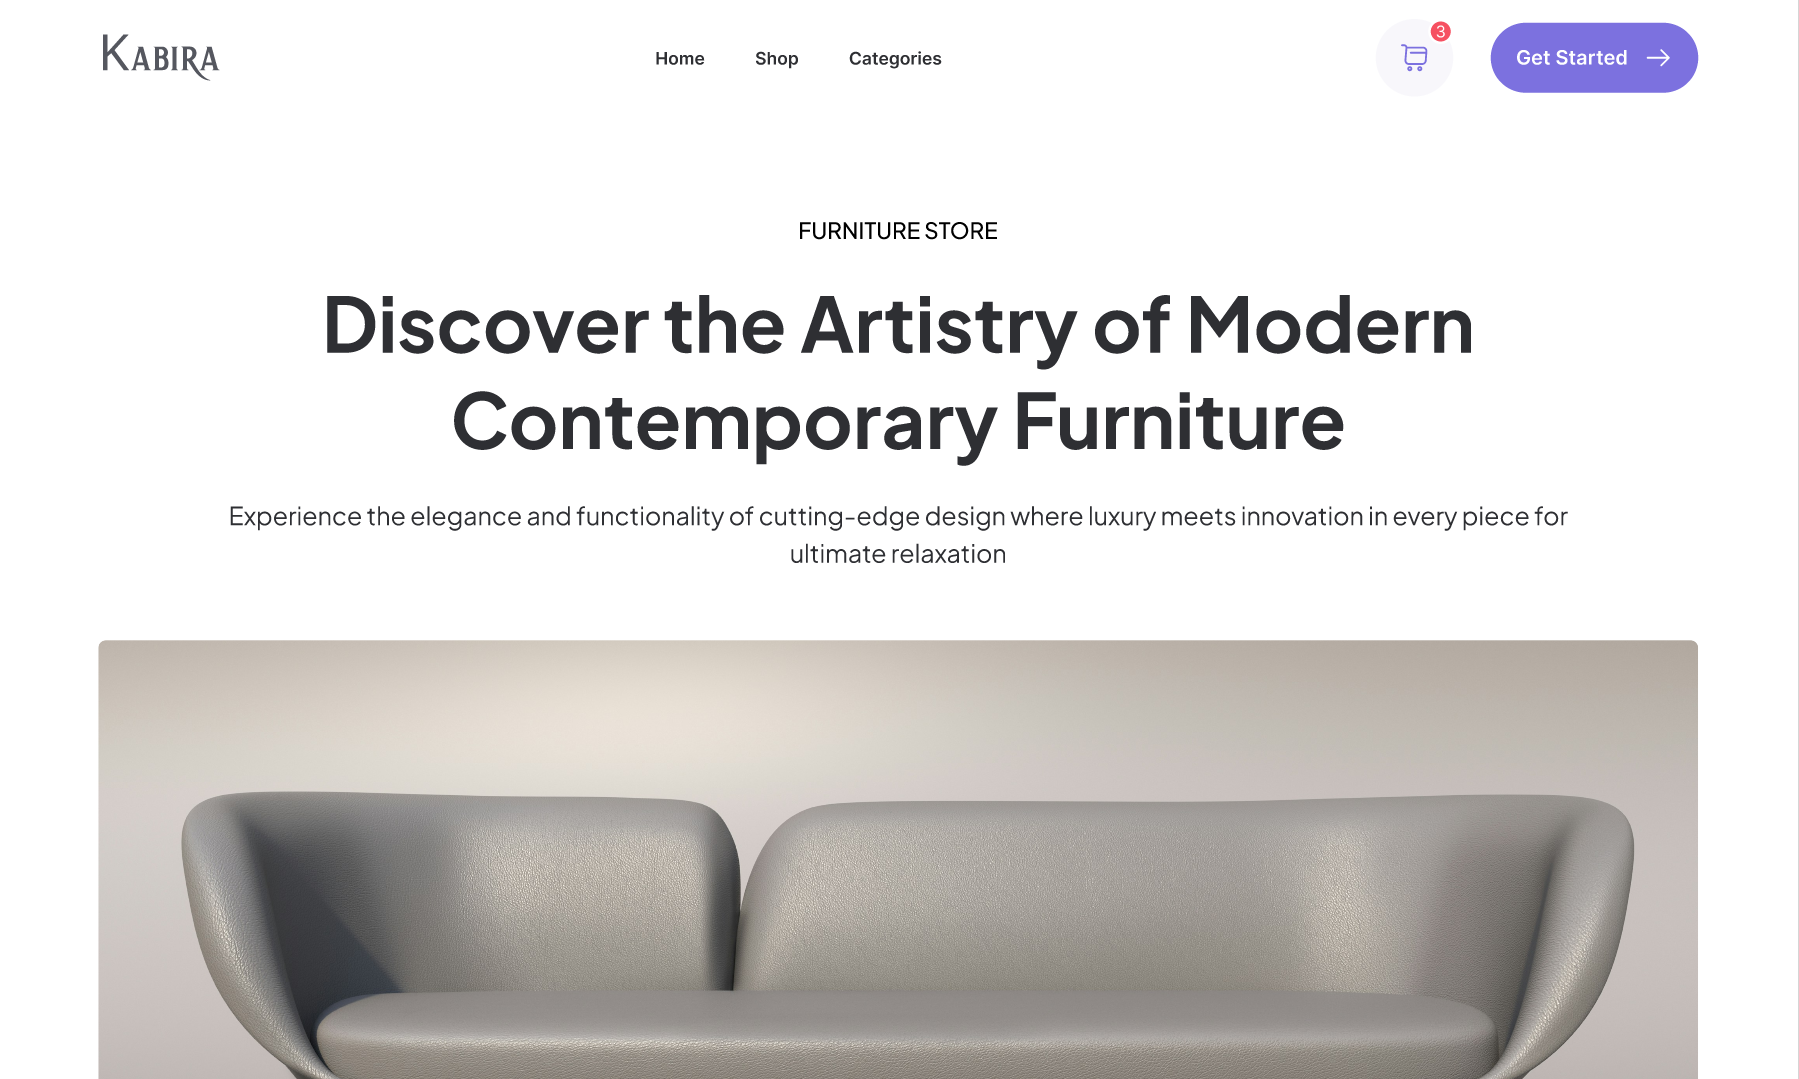 KABIRA
Home
Shop
Categories
3
Get Started
FURNITURE STORE
Discover the Artistry of Modern
Contemporary Furniture
Experience the elegance and functionality of cutting-edge design where luxury meets innovation in every piece for
ultimate relaxation